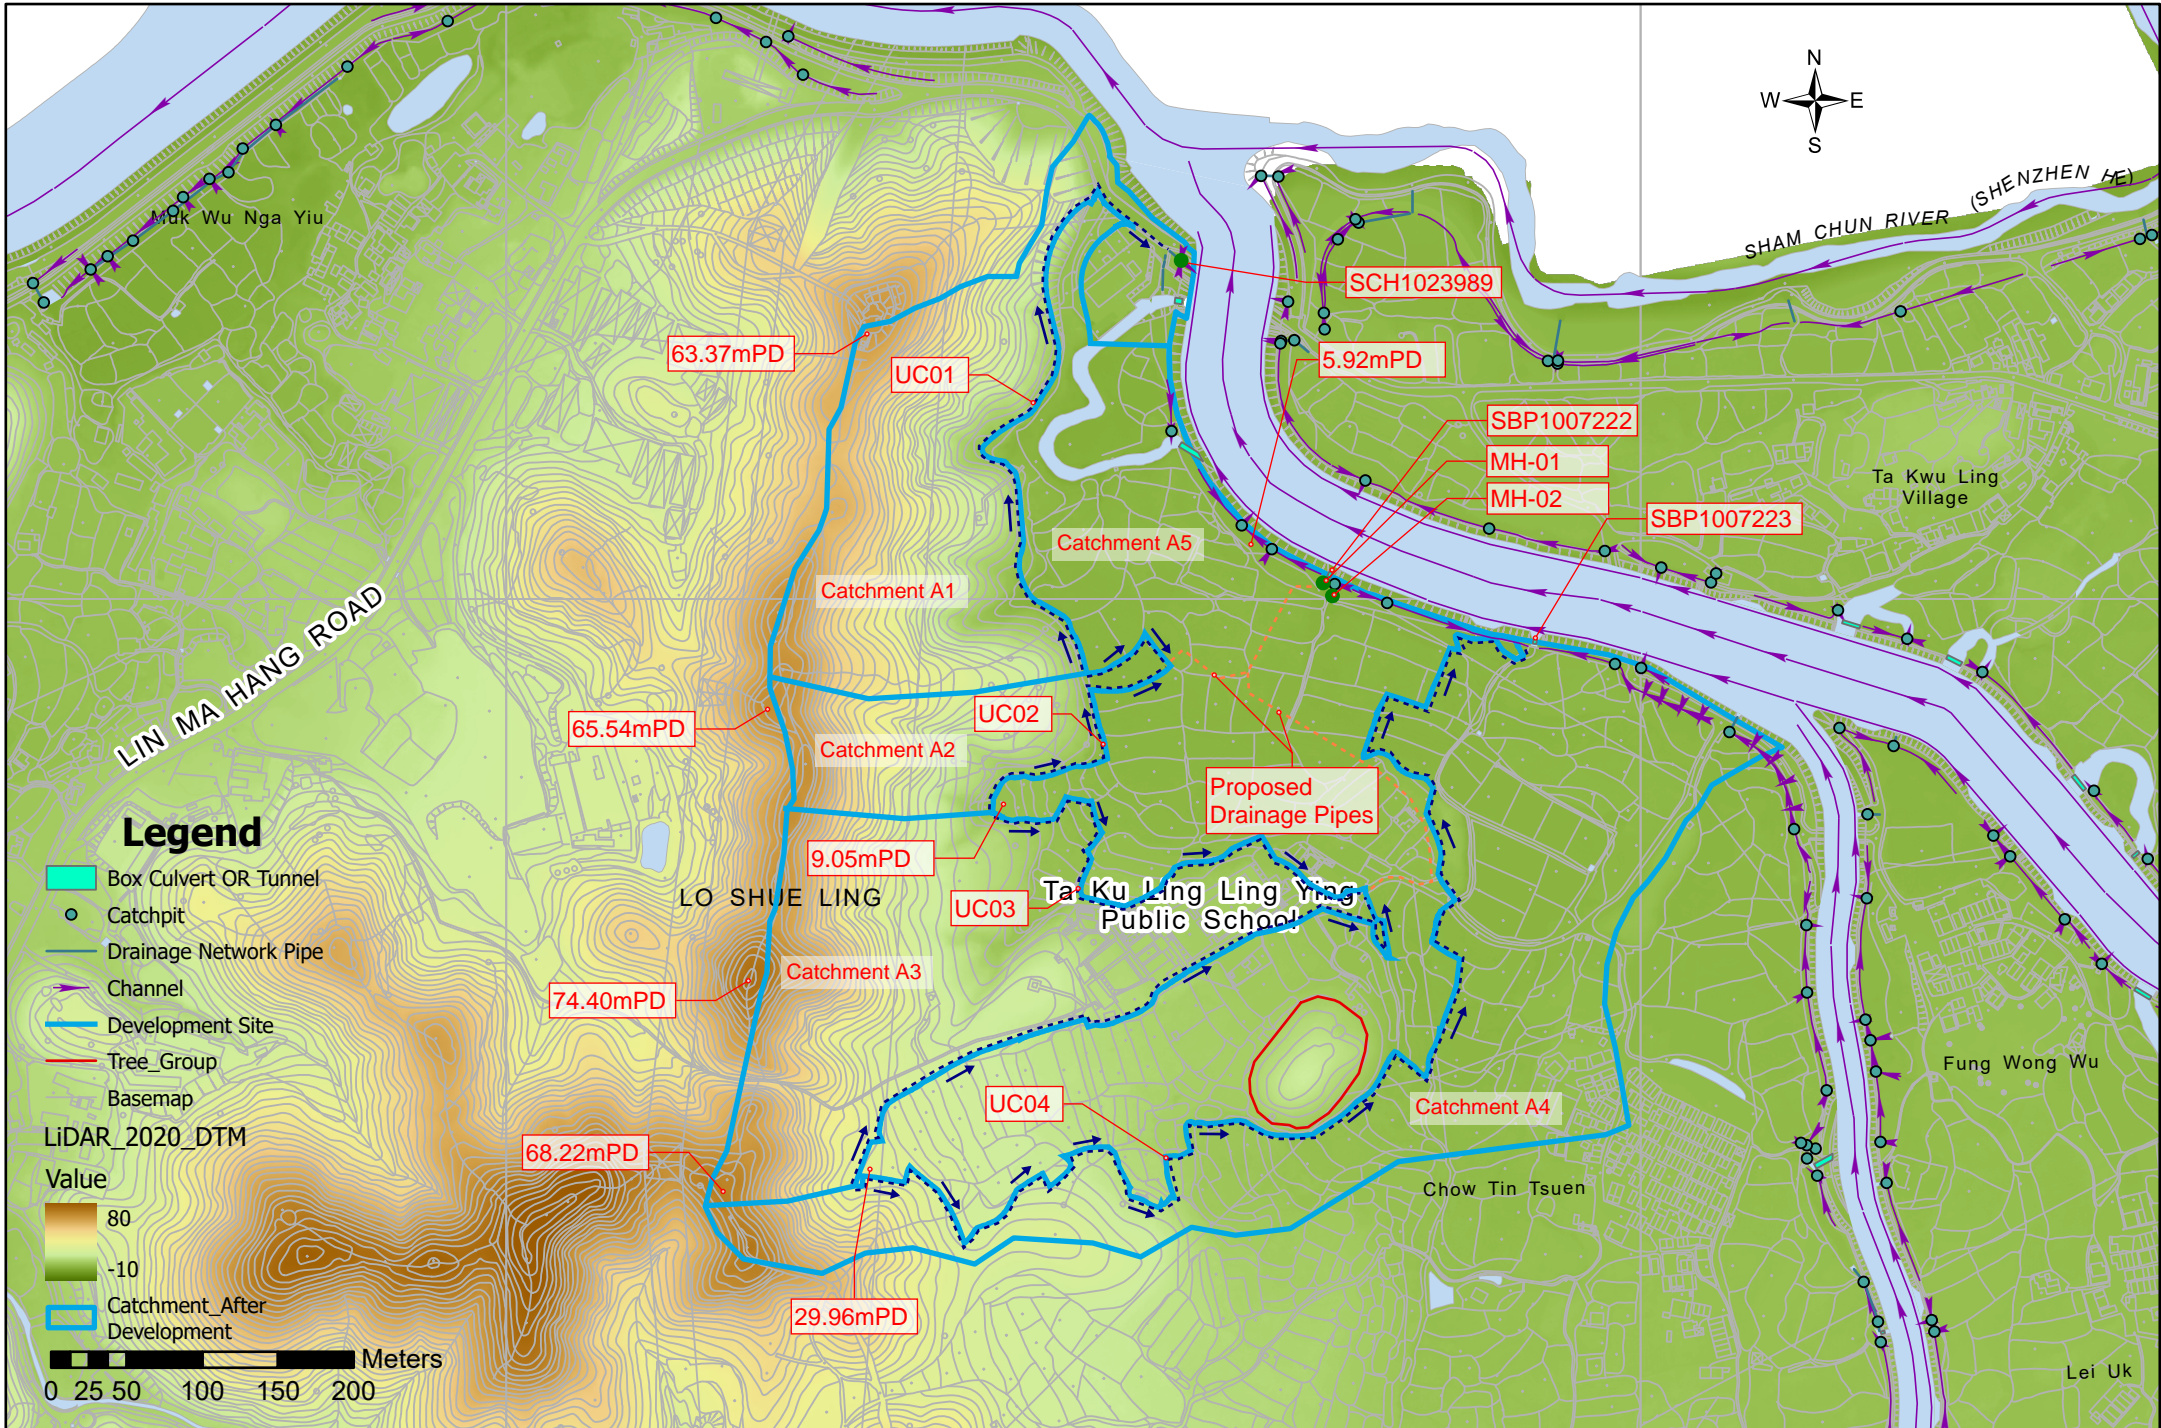 N
W E
S
(SHENZHEN HE)
SHAM CHUN RIVER
Muk Wu Nga Yiu
SCH1023989
63.37mPD
5.92mPD
UC01
SBP1007222
MH-01
MH-02
SBP1007223
Ta Kwu Ling
Village
Catchment A5
Catchment A1
LIN MA HANG ROAD
65.54mPD
UC02
Catchment A2
Proposed
Drainage Pipes
9.05mPD
LO SHUE LING
UC03
Ta Ku Ling Ling Ying
Public School
Catchment A3
74.40mPD
Fung Wong Wu
UC04
Catchment A4
68.22mPD
Chow Tin Tsuen
29.96mPD
Lei Uk
Legend
Box Culvert OR Tunnel
Catchpit
Drainage Network Pipe
Channel
Development Site
Tree_Group
Basemap
LiDAR_2020_DTM
Value
80
-10
Catchment_After
Development
Meters
0 25 50 100 150 200